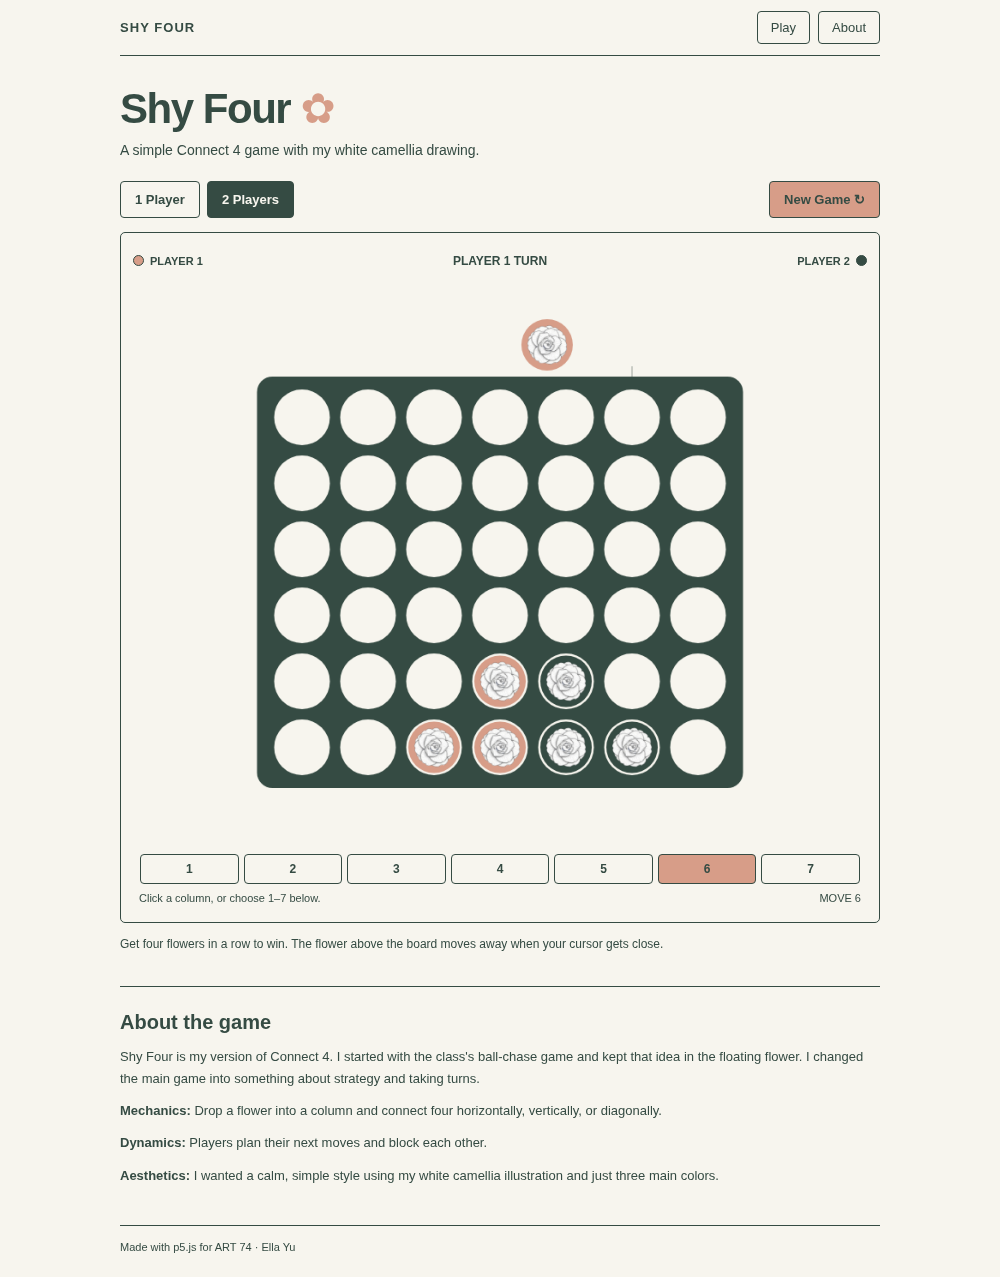 SHY FOUR
Play
About
Shy Four ✿
A simple Connect 4 game with my white camellia drawing.
1 Player
2 Players
New Game ↻
PLAYER 1
PLAYER 1 TURN
PLAYER 2
1
2
3
4
5
6
7
Click a column, or choose 1–7 below.
MOVE 6
Get four flowers in a row to win. The flower above the board moves away when your cursor gets close.
About the game
Shy Four is my version of Connect 4. I started with the class's ball-chase game and kept that idea in the floating flower. I changed
the main game into something about strategy and taking turns.
Mechanics: Drop a flower into a column and connect four horizontally, vertically, or diagonally.
Dynamics: Players plan their next moves and block each other.
Aesthetics: I wanted a calm, simple style using my white camellia illustration and just three main colors.
Made with p5.js for ART 74 · Ella Yu